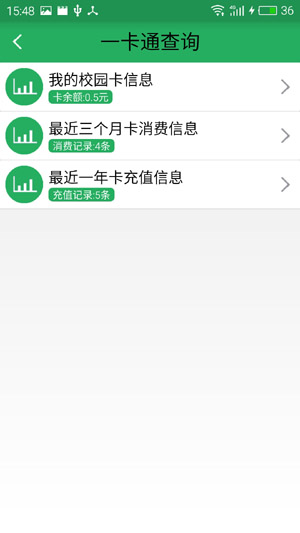 15:48
4G
36
一卡通查询
我的校园卡信息
卡余额:0.5元
最近三个月卡消费信息
消费记录:4条
最近一年卡充值信息
充值记录:5条